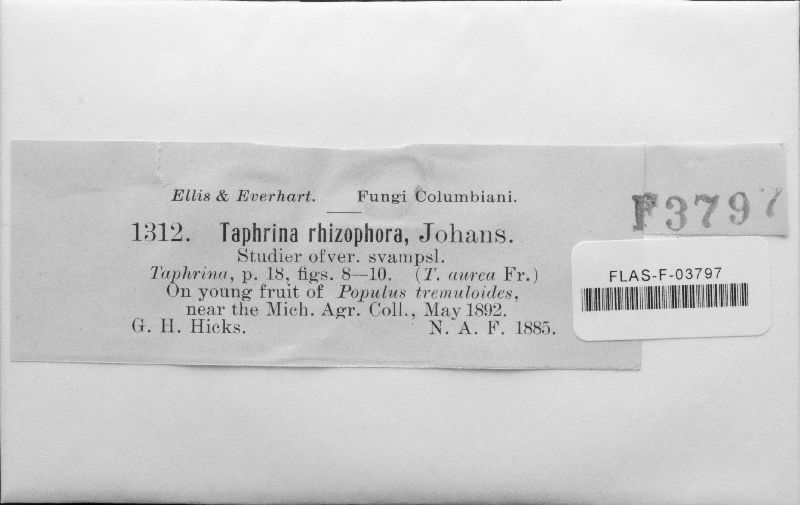 Ellis & Everhart. Fungi Columbiani.
1312. Taphrina rhizophora, Johans.
Studier ofver. svampsl.
Taphrina, p. 18, figs. 8—10. (T. aurea Fr.)
On young fruit of Populus tremuloides,
near the Mich. Agr. Coll., May 1892.
G. H. Hicks. N. A. F. 1885.
F3797
FLAS-F-03797